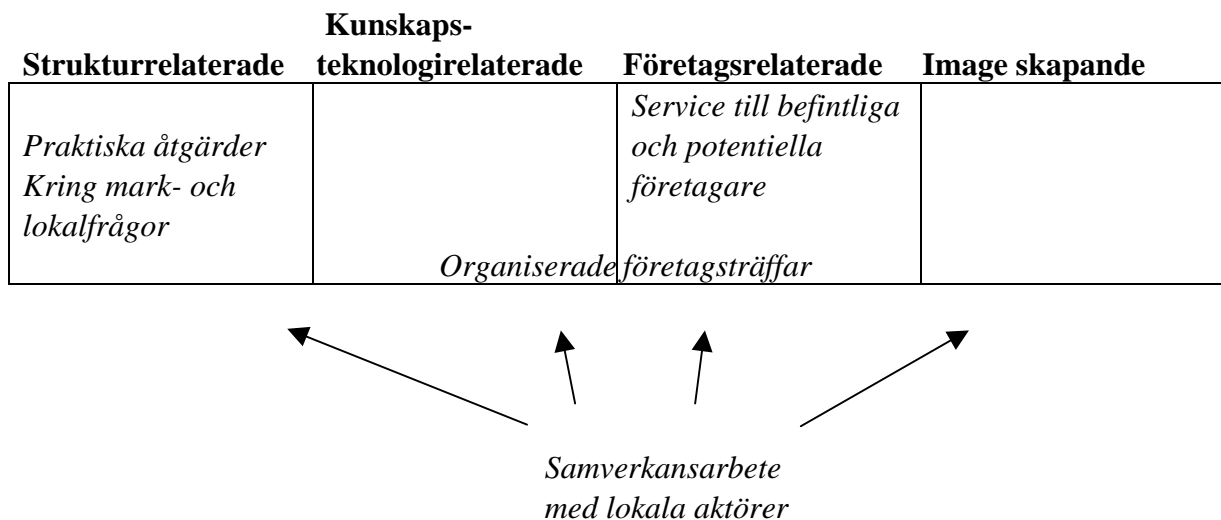 Kunskaps-
Strukturrelaterade teknologirelaterade Företagsrelaterade Image skapande
Service till befintliga
Praktiska åtgärder och potentiella
Kring mark- och företagare
lokalfrågor
Organiserade företagsträffar
Samverkansarbete
med lokala aktörer